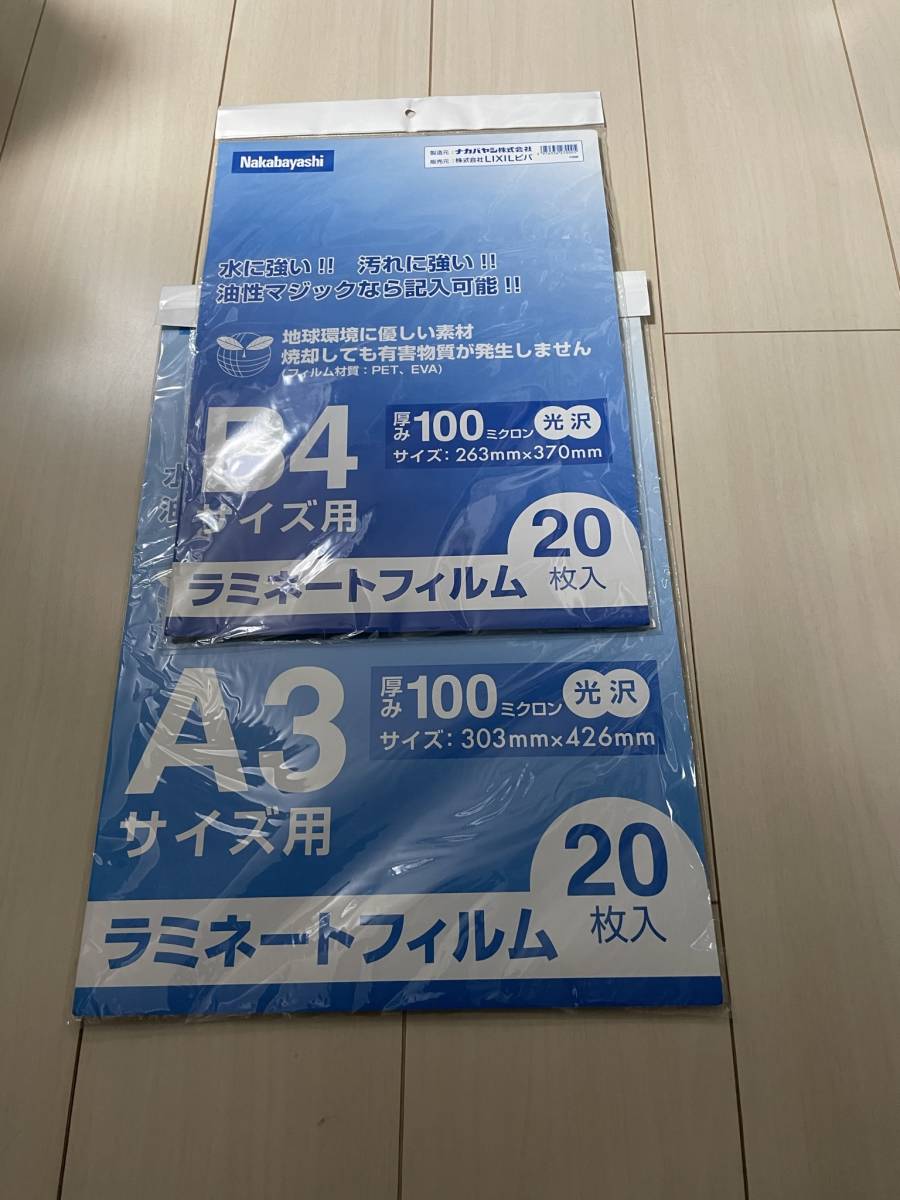 Nakabayashi
製造元：ナカバヤシ株式会社
販売元：株式会社LIXILビバ
水に強い!! 汚れに強い!!
油性マジックなら記入可能!!
地球環境に優しい素材
焼却しても有害物質が発生しません
(フィルム材質：PET、EVA)
B4
サイズ用
厚み100ミクロン 光沢
サイズ：263mm×370mm
20
枚入
ラミネートフィルム
水
油
A3
サイズ用
厚み100ミクロン 光沢
サイズ：303mm×426mm
20
枚入
ラミネートフィルム